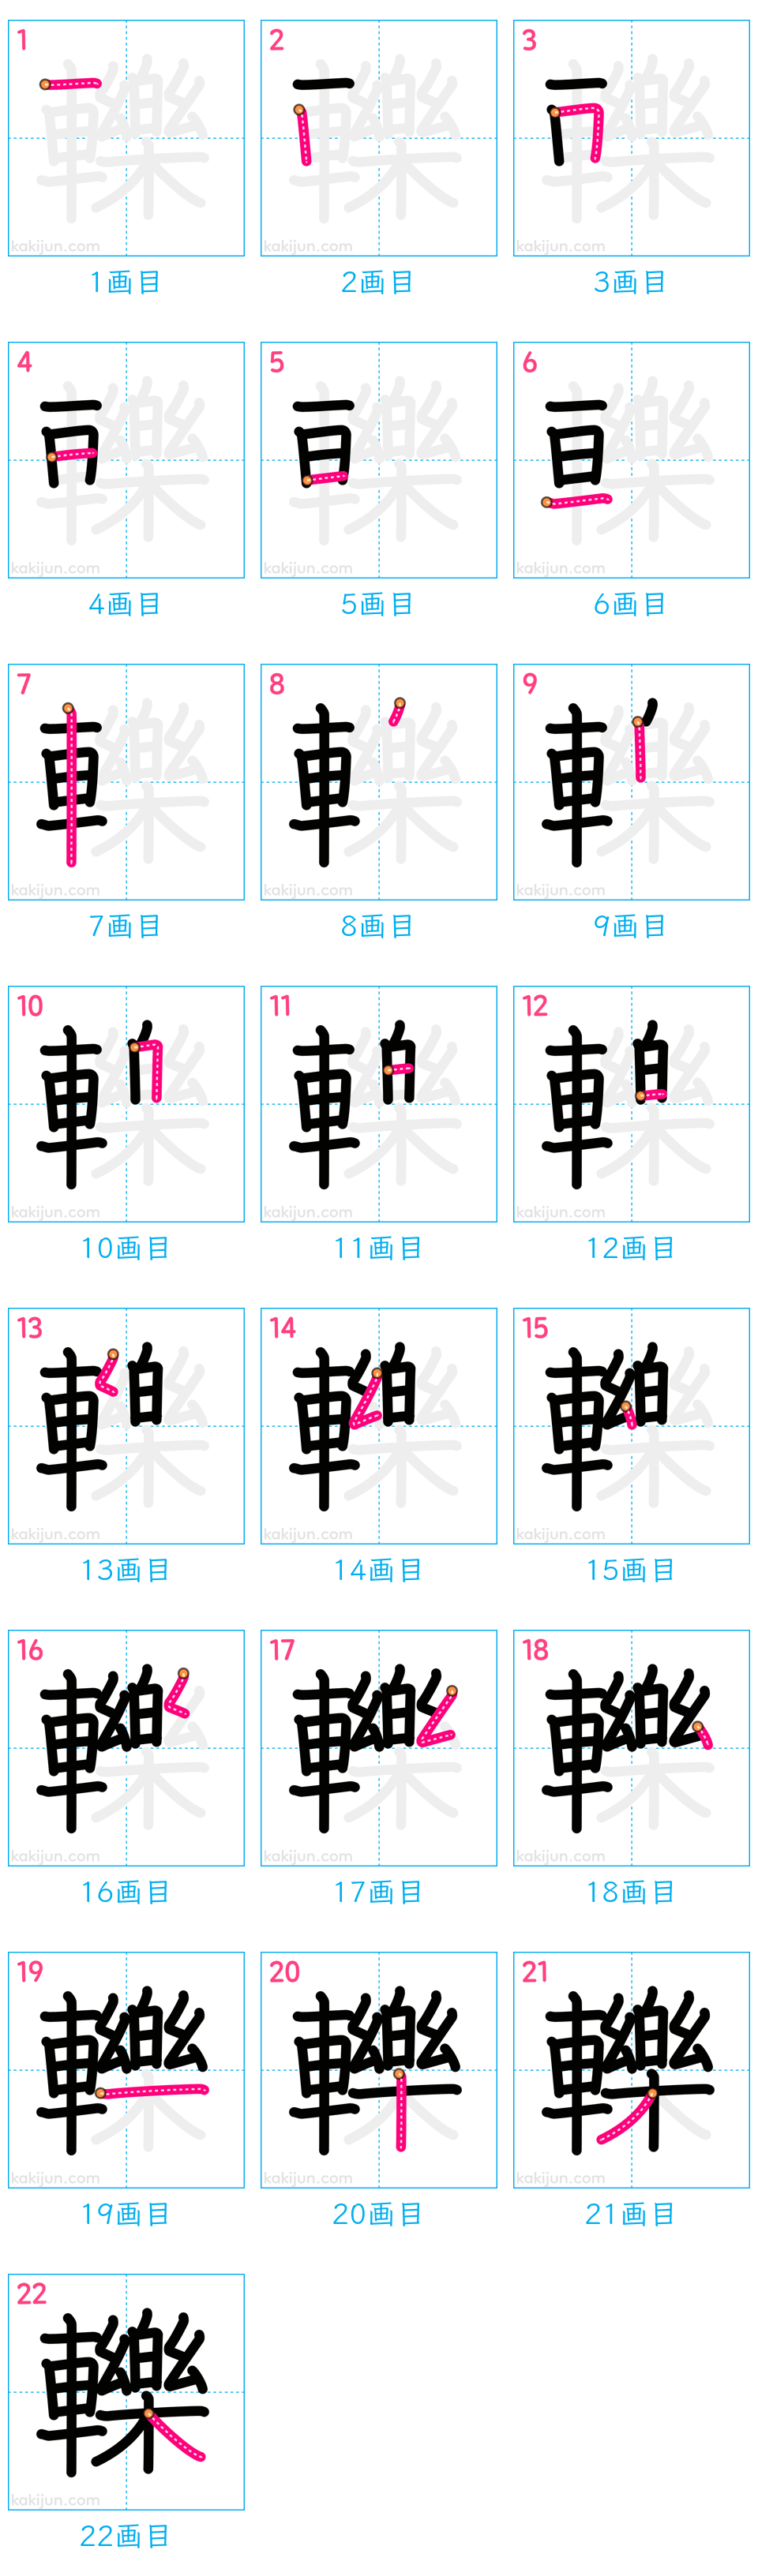 1 2 3
kakijun.com kakijun.com kakijun.com
1画目 2画目 3画目
4 5 6
kakijun.com kakijun.com kakijun.com
4画目 5画目 6画目
7 8 9
轢 轢 轢
kakijun.com kakijun.com kakijun.com
7画目 8画目 9画目
10 11 12
kakijun.com kakijun.com kakijun.com
10画目 11画目 12画目
13 14 15
kakijun.com kakijun.com kakijun.com
13画目 14画目 15画目
16 17 18
kakijun.com kakijun.com kakijun.com
16画目 17画目 18画目
19 20 21
kakijun.com kakijun.com kakijun.com
19画目 20画目 21画目
22
轢
kakijun.com
22画目